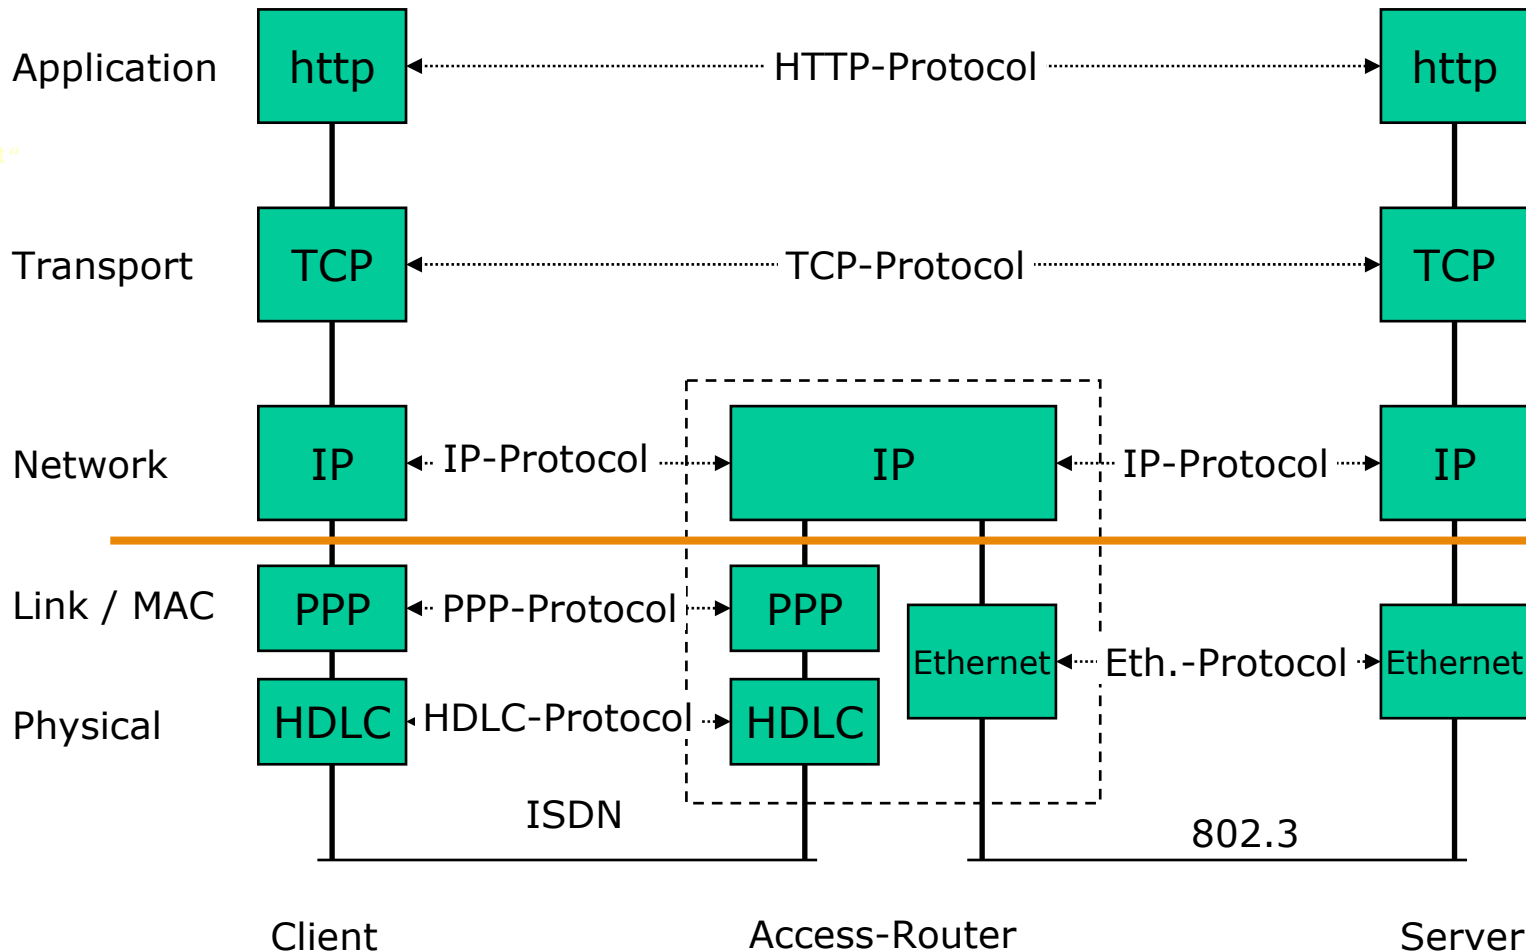 Application http HTTP-Protocol http
Transport TCP TCP-Protocol TCP
Network IP IP-Protocol IP IP-Protocol IP
Link / MAC PPP PPP-Protocol PPP
Ethernet Eth.-Protocol Ethernet
Physical HDLC HDLC-Protocol HDLC
ISDN
802.3
Client Access-Router Server